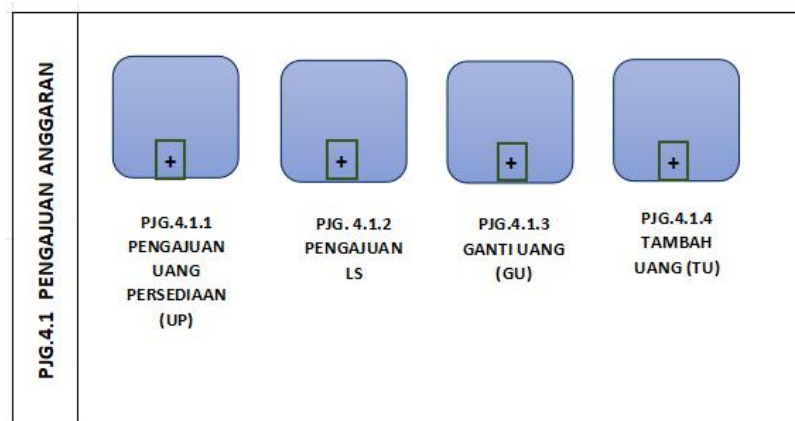 PJG.4.1 PENGAJUAN ANGGARAN
+
+
+
+
PJG.4.1.1
PENGAJUAN
UANG
PERSEDIAAN
(UP)
PJG. 4.1.2
PENGAJUAN
LS
PJG.4.1.3
GANTI UANG
(GU)
PJG.4.1.4
TAMBAH
UANG (TU)